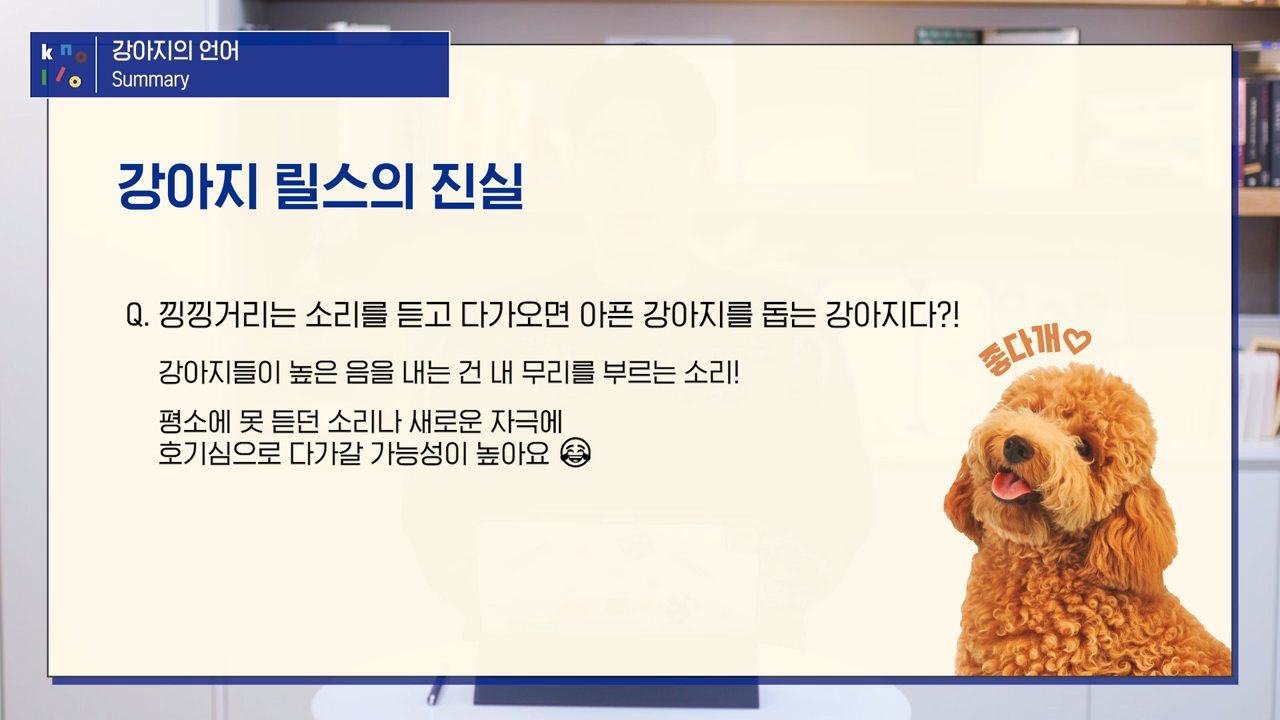 knollo
강아지의 언어
Summary
강아지 릴스의 진실
Q. 낑낑거리는 소리를 듣고 다가오면 아픈 강아지를 돕는 강아지다?!
강아지들이 높은 음을 내는 건 내 무리를 부르는 소리!
평소에 못 듣던 소리나 새로운 자극에
호기심으로 다가갈 가능성이 높아요 😂
좋다개♡